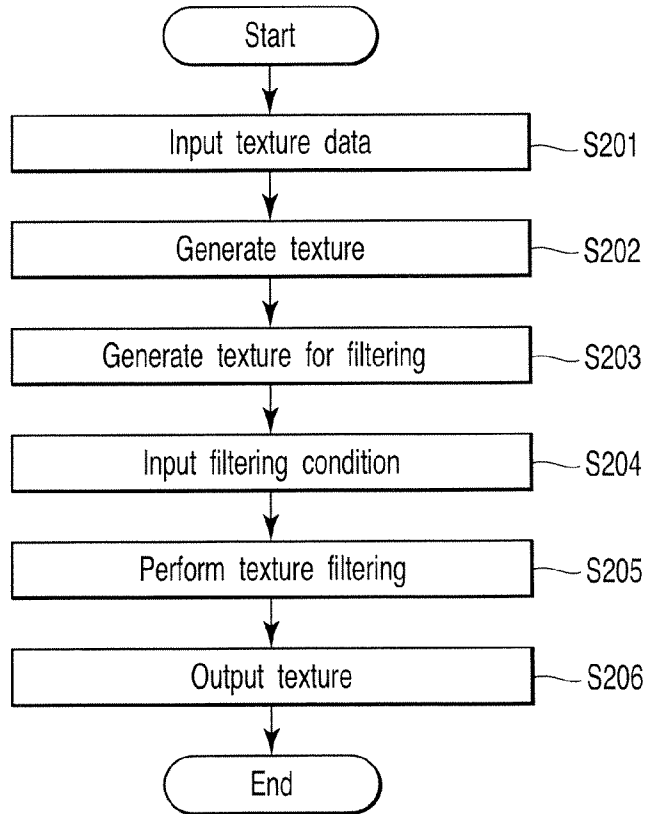 Start
Input texture data
S201
Generate texture
S202
Generate texture for filtering
S203
Input filtering condition
S204
Perform texture filtering
S205
Output texture
S206
End